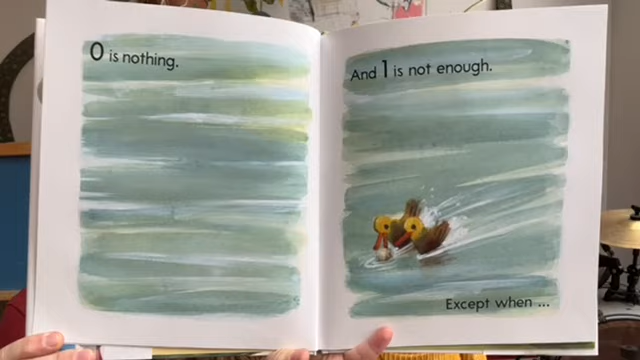 0 is nothing.
And 1 is not enough.
Except when ...